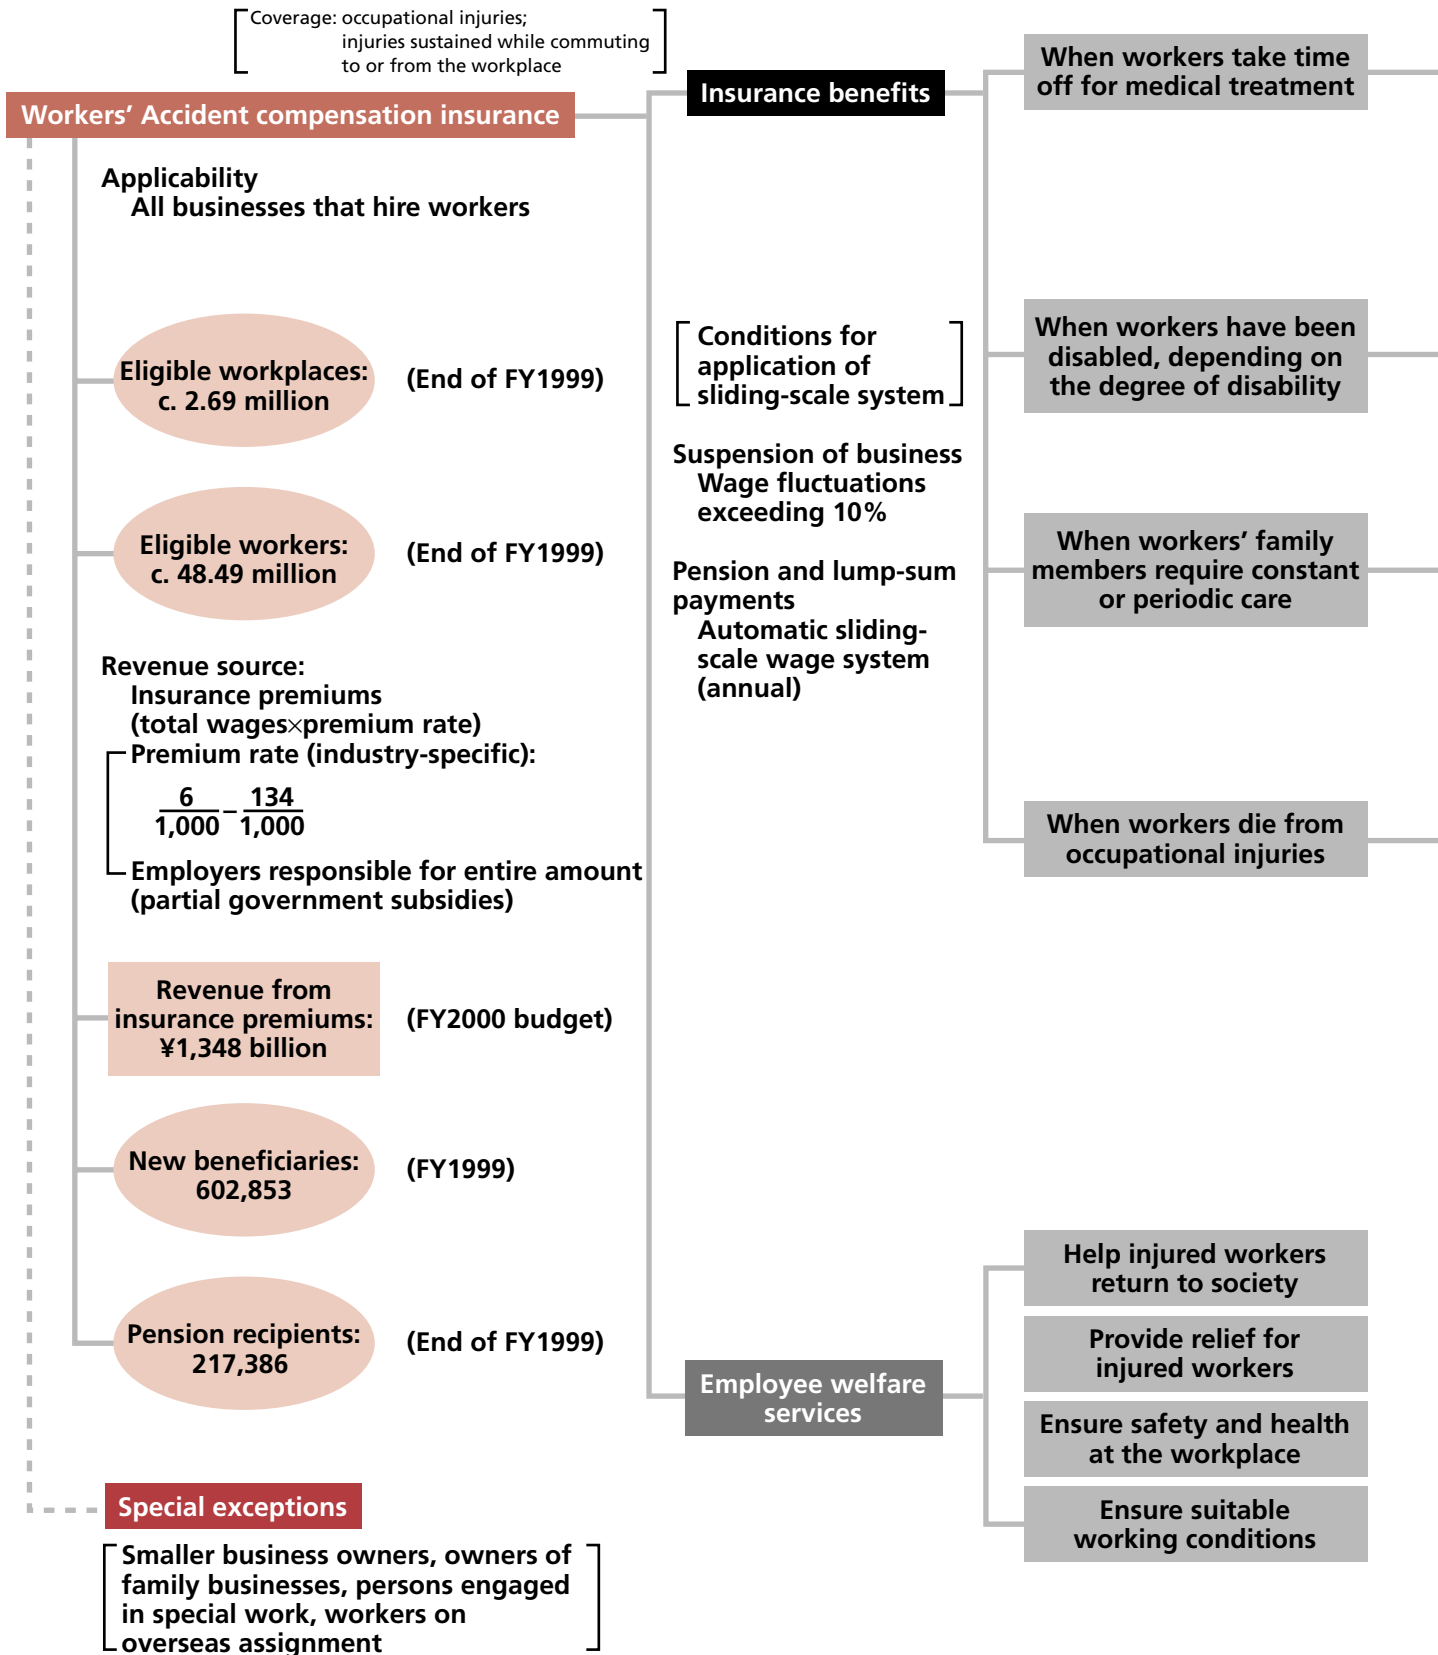 Coverage: occupational injuries;
injuries sustained while commuting
to or from the workplace
Workers’ Accident compensation insurance
Applicability
All businesses that hire workers
Eligible workplaces:
c. 2.69 million
(End of FY1999)
Eligible workers:
c. 48.49 million
(End of FY1999)
Revenue source:
Insurance premiums
(total wages×premium rate)
Premium rate (industry-specific):
6/1,000 – 134/1,000
Employers responsible for entire amount
(partial government subsidies)
Revenue from
insurance premiums:
¥1,348 billion
(FY2000 budget)
New beneficiaries:
602,853
(FY1999)
Pension recipients:
217,386
(End of FY1999)
Special exceptions
Smaller business owners, owners of
family businesses, persons engaged
in special work, workers on
overseas assignment
Insurance benefits
Conditions for
application of
sliding-scale system
Suspension of business
Wage fluctuations
exceeding 10%
Pension and lump-sum
payments
Automatic sliding-
scale wage system
(annual)
When workers take time
off for medical treatment
When workers have been
disabled, depending on
the degree of disability
When workers’ family
members require constant
or periodic care
When workers die from
occupational injuries
Employee welfare
services
Help injured workers
return to society
Provide relief for
injured workers
Ensure safety and health
at the workplace
Ensure suitable
working conditions